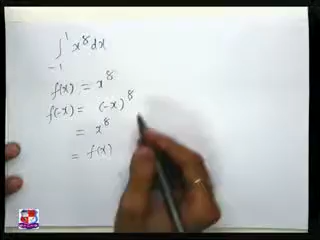 ∫₋₁¹ x⁸ dx
f(x) = x⁸
f(-x) = (-x)⁸
= x⁸
= f(x)